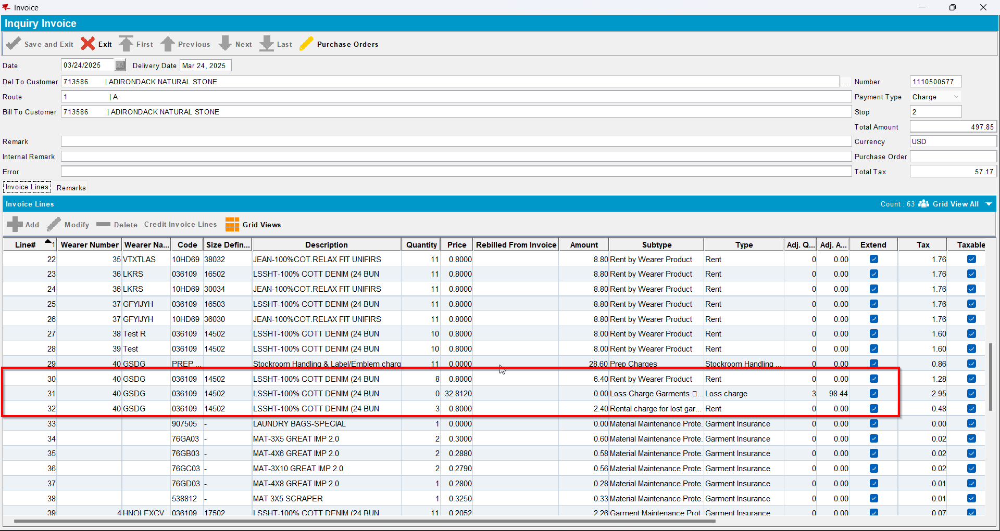 Invoice
Inquiry Invoice
Save and Exit Exit First Previous Next Last Purchase Orders
Date 03/24/2025 Delivery Date Mar 24, 2025
Del To Customer 713586 | ADIRONDACK NATURAL STONE ... Number 1110500577
Route 1 | A Payment Type Charge
Bill To Customer 713586 | ADIRONDACK NATURAL STONE Stop 2
Total Amount 497.85
Remark Currency USD
Internal Remark Purchase Order
Error Total Tax 57.17
Invoice Lines Remarks
Invoice Lines Count : 63 Grid View All
Add Modify Delete Credit Invoice Lines Grid Views
Line# 1 Wearer Number Wearer Na... Code Size Defin... Description Quantity Price Rebilled From Invoice Amount Subtype Type Adj. Q... Adj. A... Extend Tax Taxable
22 35 VTXTLAS 10HD69 38032 JEAN-100%COT.RELAX FIT UNIFIRS 11 0.8000 8.80 Rent by Wearer Product Rent 0 0.00 1.76
23 36 LKRS 036109 16502 LSSHT-100% COTT DENIM (24 BUN 11 0.8000 8.80 Rent by Wearer Product Rent 0 0.00 1.76
24 36 LKRS 10HD69 30034 JEAN-100%COT.RELAX FIT UNIFIRS 11 0.8000 8.80 Rent by Wearer Product Rent 0 0.00 1.76
25 37 GFYIJYH 036109 16503 LSSHT-100% COTT DENIM (24 BUN 11 0.8000 8.80 Rent by Wearer Product Rent 0 0.00 1.76
26 37 GFYIJYH 10HD69 36030 JEAN-100%COT.RELAX FIT UNIFIRS 11 0.8000 8.80 Rent by Wearer Product Rent 0 0.00 1.76
27 38 Test R 036109 14502 LSSHT-100% COTT DENIM (24 BUN 10 0.8000 8.00 Rent by Wearer Product Rent 0 0.00 1.60
28 39 Test 036109 14502 LSSHT-100% COTT DENIM (24 BUN 10 0.8000 8.00 Rent by Wearer Product Rent 0 0.00 1.60
29 40 GSDG PREP ... Stockroom Handling & Label/Emblem charg 11 0.0000 28.60 Prep Charges Stockroom Handling ... 0 0.00 0.86
30 40 GSDG 036109 14502 LSSHT-100% COTT DENIM (24 BUN 8 0.8000 6.40 Rent by Wearer Product Rent 0 0.00 1.28
31 40 GSDG 036109 14502 LSSHT-100% COTT DENIM (24 BUN 0 32.8120 0.00 Loss Charge Garments ▯... Loss charge 3 98.44 2.95
32 40 GSDG 036109 14502 LSSHT-100% COTT DENIM (24 BUN 3 0.8000 2.40 Rental charge for lost gar... Rent 0 0.00 0.48
33 907505 - LAUNDRY BAGS-SPECIAL 1 0.0000 0.00 Material Maintenance Prote. Garment Insurance 0 0.00 0.00
34 76GA03 - MAT-3X5 GREAT IMP 2.0 2 0.3000 0.60 Material Maintenance Prote. Garment Insurance 0 0.00 0.02
35 76GB03 - MAT-4X6 GREAT IMP 2.0 2 0.2880 0.58 Material Maintenance Prote. Garment Insurance 0 0.00 0.02
36 76GC03 - MAT-3X10 GREAT IMP 2.0 2 0.2790 0.56 Material Maintenance Prote. Garment Insurance 0 0.00 0.02
37 76GD03 - MAT-4X8 GREAT IMP 2.0 1 0.2800 0.28 Material Maintenance Prote. Garment Insurance 0 0.00 0.01
38 538812 - MAT 3X5 SCRAPER 1 0.3250 0.33 Material Maintenance Prote. Garment Insurance 0 0.00 0.01
39 4 HNOLEXCV 036109 17502 LSSHT-100% COTT DENIM (24 BUN 11 0.2052 2.26 Garment Maintenance Prot Garment Insurance 0 0.00 0.07